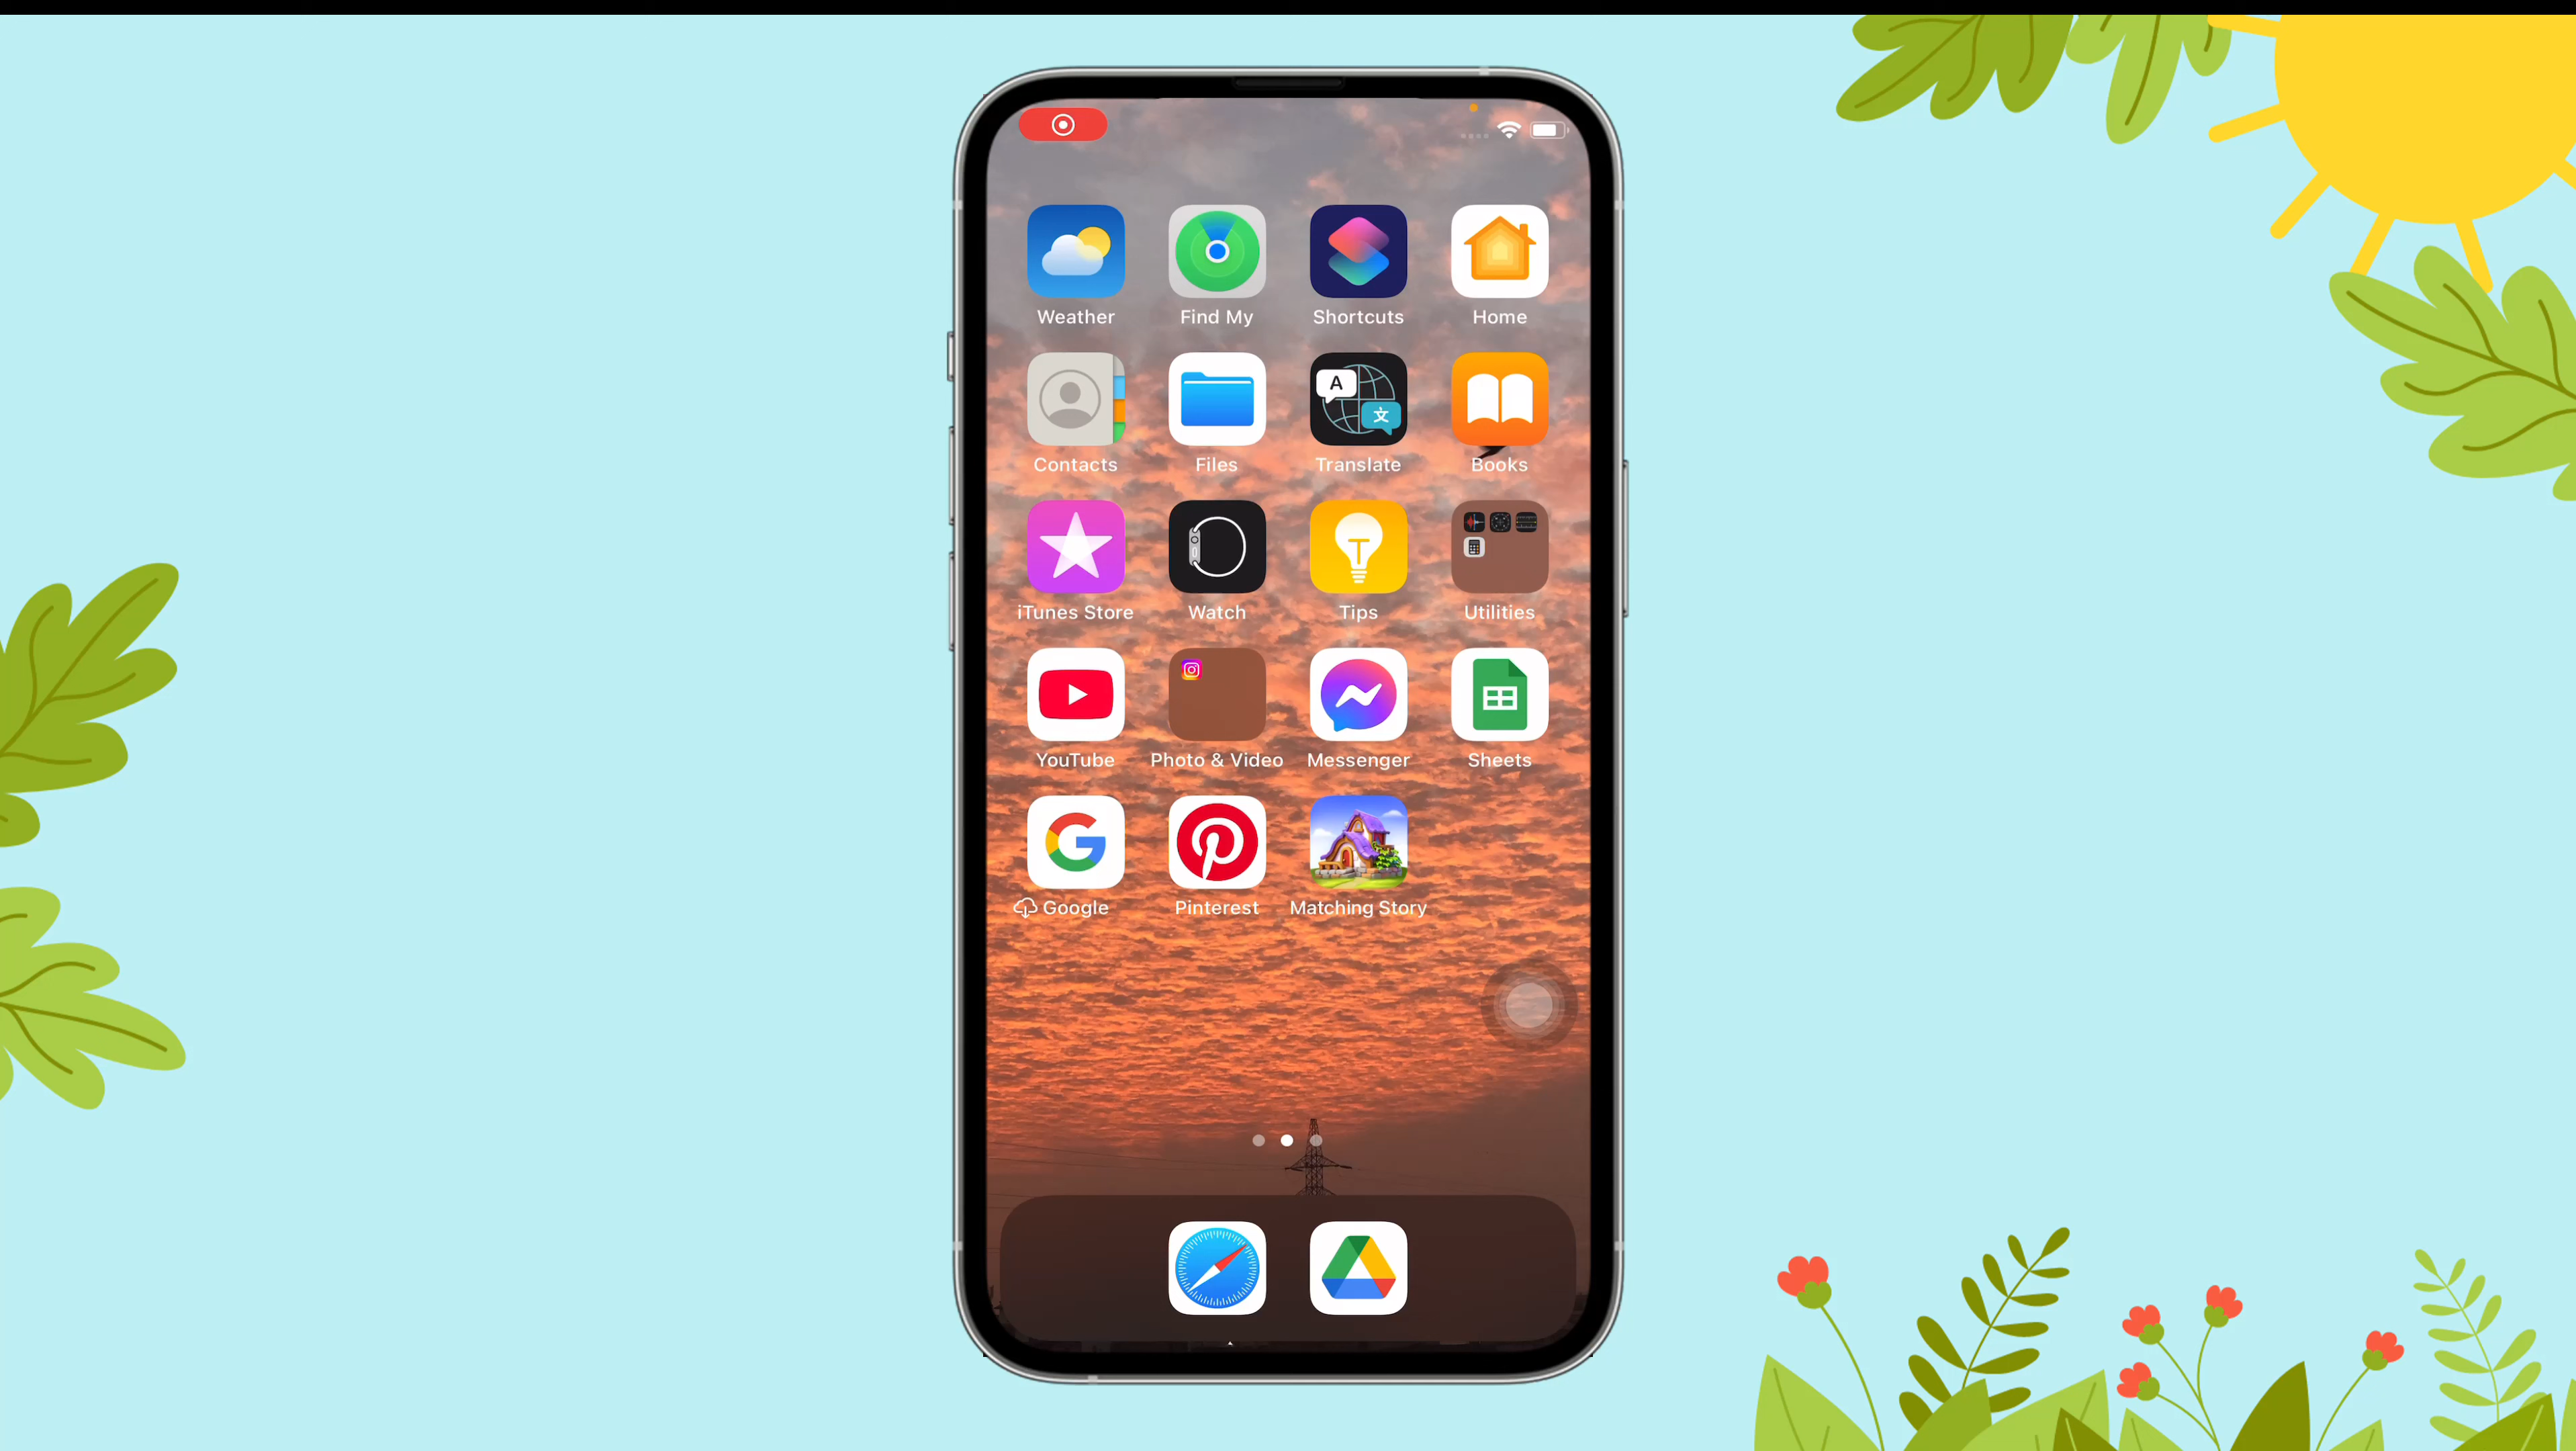 Weather Find My Shortcuts Home
A 文
Contacts Files Translate Books
iTunes Store Watch Tips Utilities
YouTube Photo & Video Messenger Sheets
Google Pinterest Matching Story